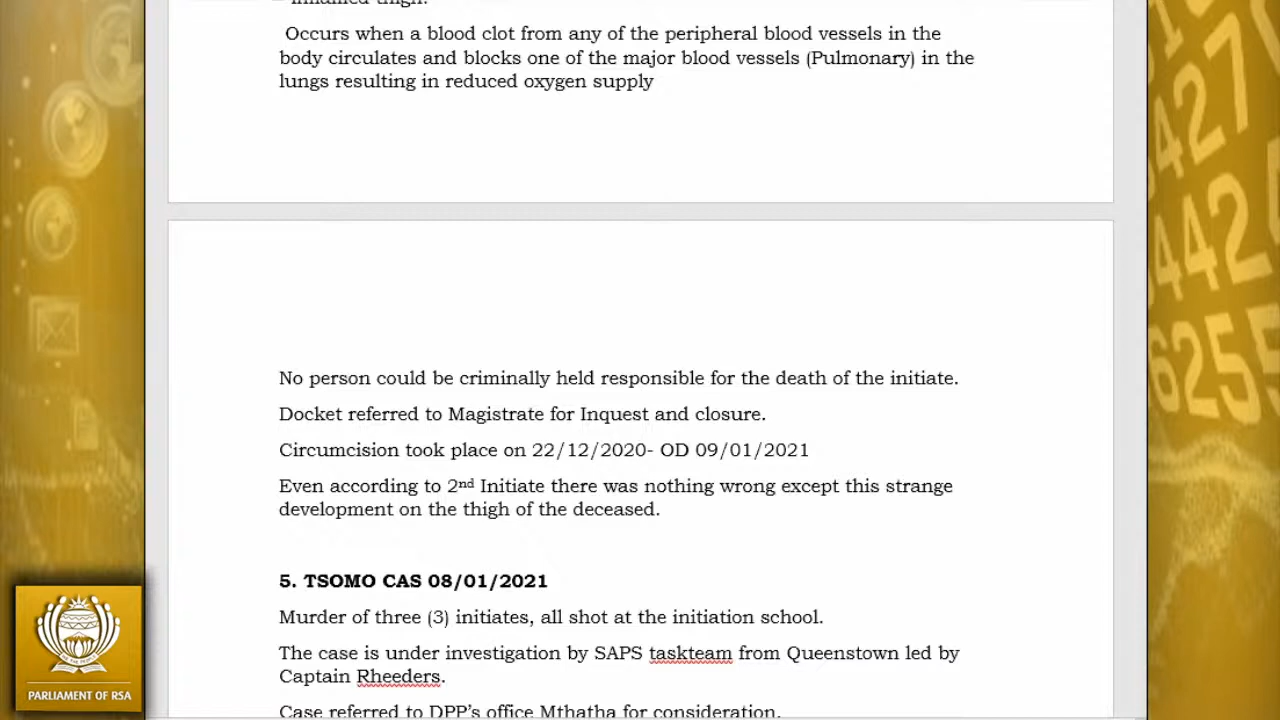 inflamed thigh.
Occurs when a blood clot from any of the peripheral blood vessels in the
body circulates and blocks one of the major blood vessels (Pulmonary) in the
lungs resulting in reduced oxygen supply
No person could be criminally held responsible for the death of the initiate.
Docket referred to Magistrate for Inquest and closure.
Circumcision took place on 22/12/2020- OD 09/01/2021
Even according to 2nd Initiate there was nothing wrong except this strange
development on the thigh of the deceased.
5. TSOMO CAS 08/01/2021
Murder of three (3) initiates, all shot at the initiation school.
The case is under investigation by SAPS taskteam from Queenstown led by
Captain Rheeders.
Case referred to DPP's office Mthatha for consideration.
PARLIAMENT OF RSA
427
442
6255